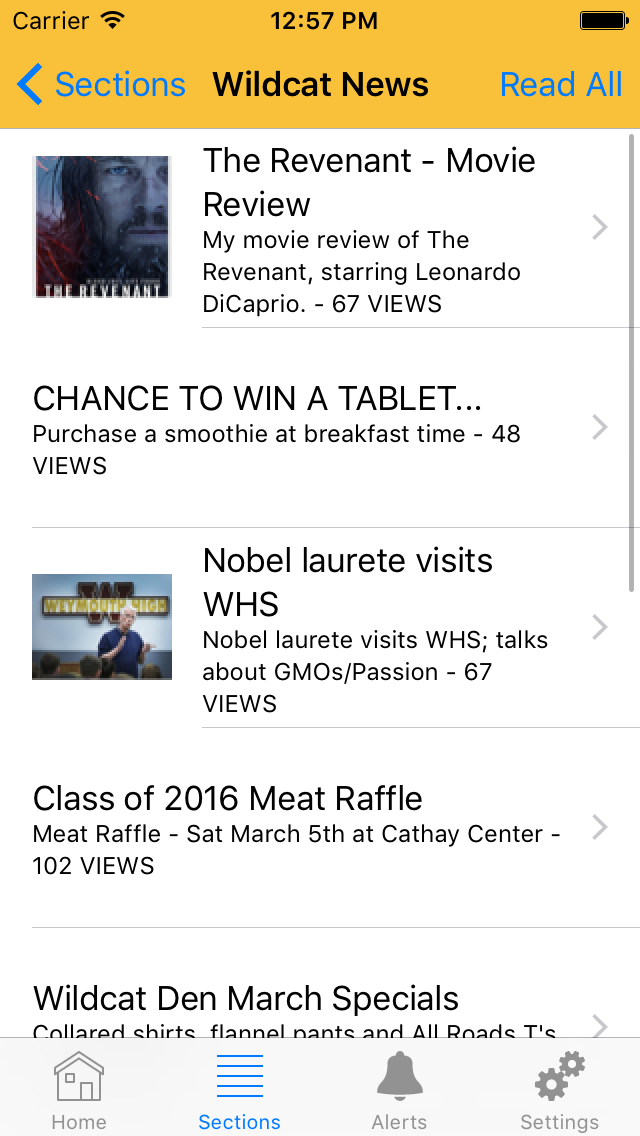 Carrier 12:57 PM
Sections Wildcat News Read All
THE REVENANT
The Revenant - Movie
Review
My movie review of The
Revenant, starring Leonardo
DiCaprio. - 67 VIEWS
CHANCE TO WIN A TABLET...
Purchase a smoothie at breakfast time - 48
VIEWS
W
WEYMOUTH HIGH
Nobel laurete visits
WHS
Nobel laurete visits WHS; talks
about GMOs/Passion - 67
VIEWS
Class of 2016 Meat Raffle
Meat Raffle - Sat March 5th at Cathay Center -
102 VIEWS
Wildcat Den March Specials
Collared shirts, flannel pants and All Roads T's
Home Sections Alerts Settings